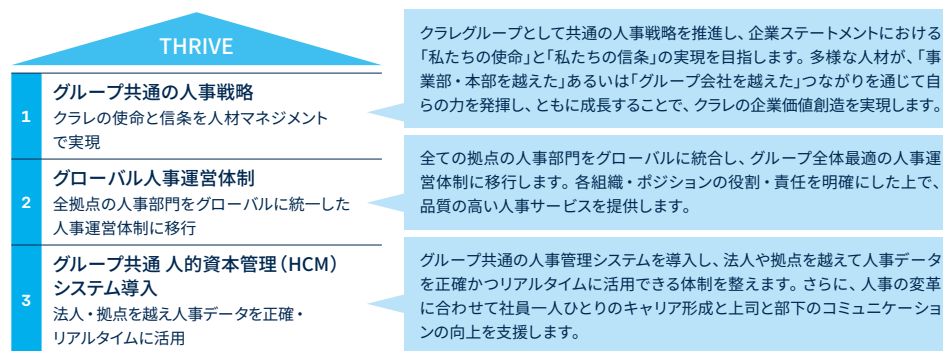 THRIVE
1
グループ共通の人事戦略
クラレの使命と信条を人材マネジメント
で実現
クラレグループとして共通の人事戦略を推進し、企業ステートメントにおける
「私たちの使命」と「私たちの信条」の実現を目指します。多様な人材が、「事
業部・本部を越えた」あるいは「グループ会社を越えた」つながりを通じて自
らの力を発揮し、ともに成長することで、クラレの企業価値創造を実現します。
2
グローバル人事運営体制
全拠点の人事部門をグローバルに統一した
人事運営体制に移行
全ての拠点の人事部門をグローバルに統合し、グループ全体最適の人事運
営体制に移行します。各組織・ポジションの役割・責任を明確にした上で、
品質の高い人事サービスを提供します。
3
グループ共通 人的資本管理（HCM）
システム導入
法人・拠点を越え人事データを正確・
リアルタイムに活用
グループ共通の人事管理システムを導入し、法人や拠点を越えて人事データ
を正確かつリアルタイムに活用できる体制を整えます。さらに、人事の変革
に合わせて社員一人ひとりのキャリア形成と上司と部下のコミュニケーショ
ンの向上を支援します。